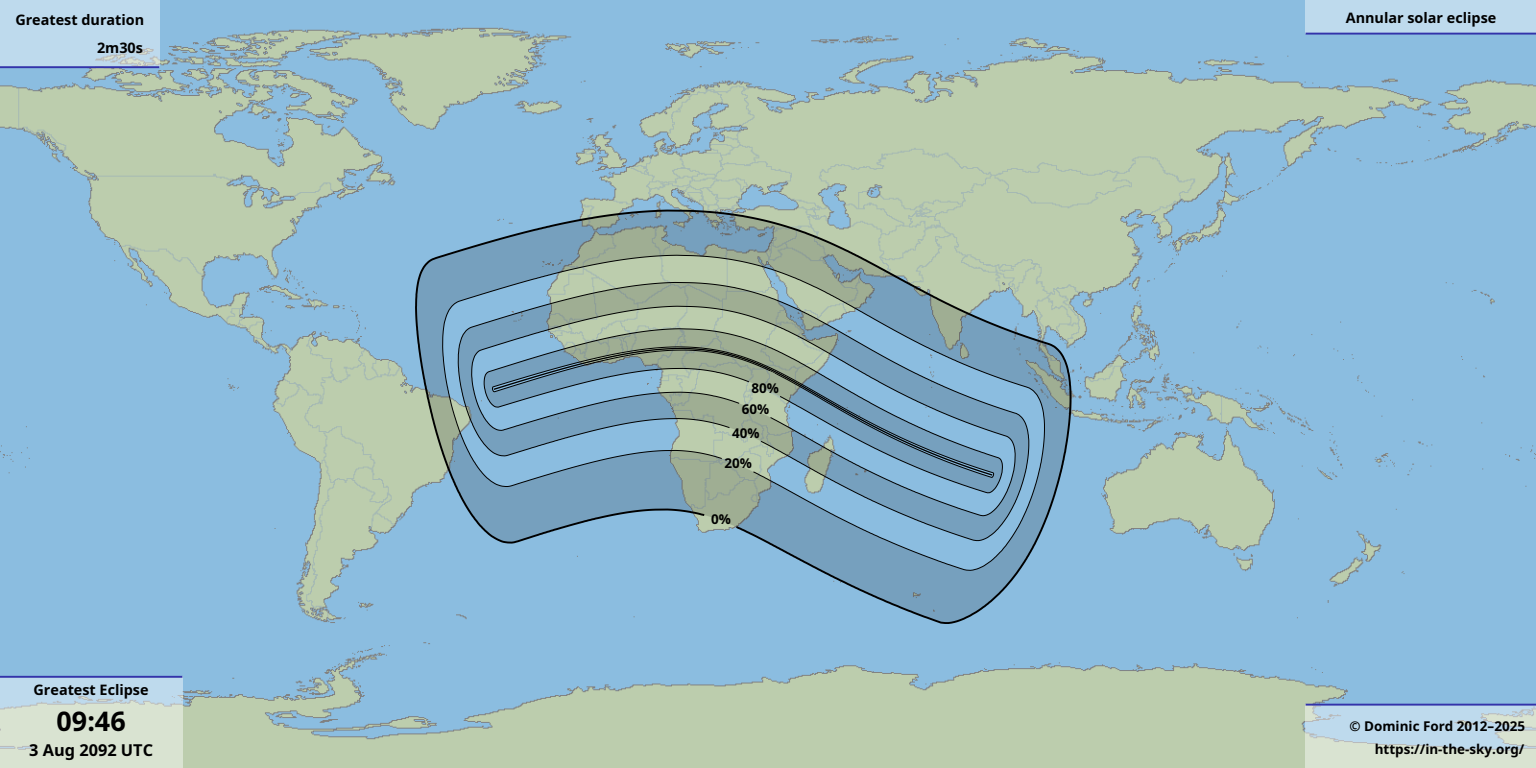 Greatest duration
2m30s
Annular solar eclipse
80%
60%
40%
20%
0%
Greatest Eclipse
09:46
3 Aug 2092 UTC
© Dominic Ford 2012–2025
https://in-the-sky.org/